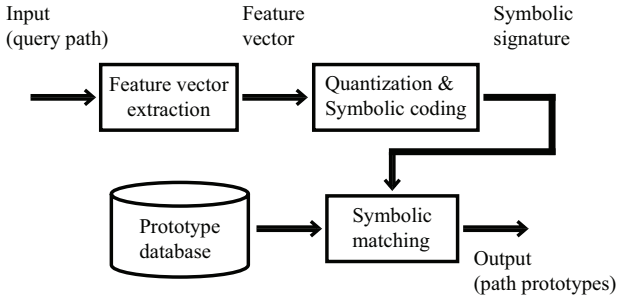 Input
(query path)
Feature
vector
Symbolic
signature
Feature vector
extraction
Quantization &
Symbolic coding
Prototype
database
Symbolic
matching
Output
(path prototypes)